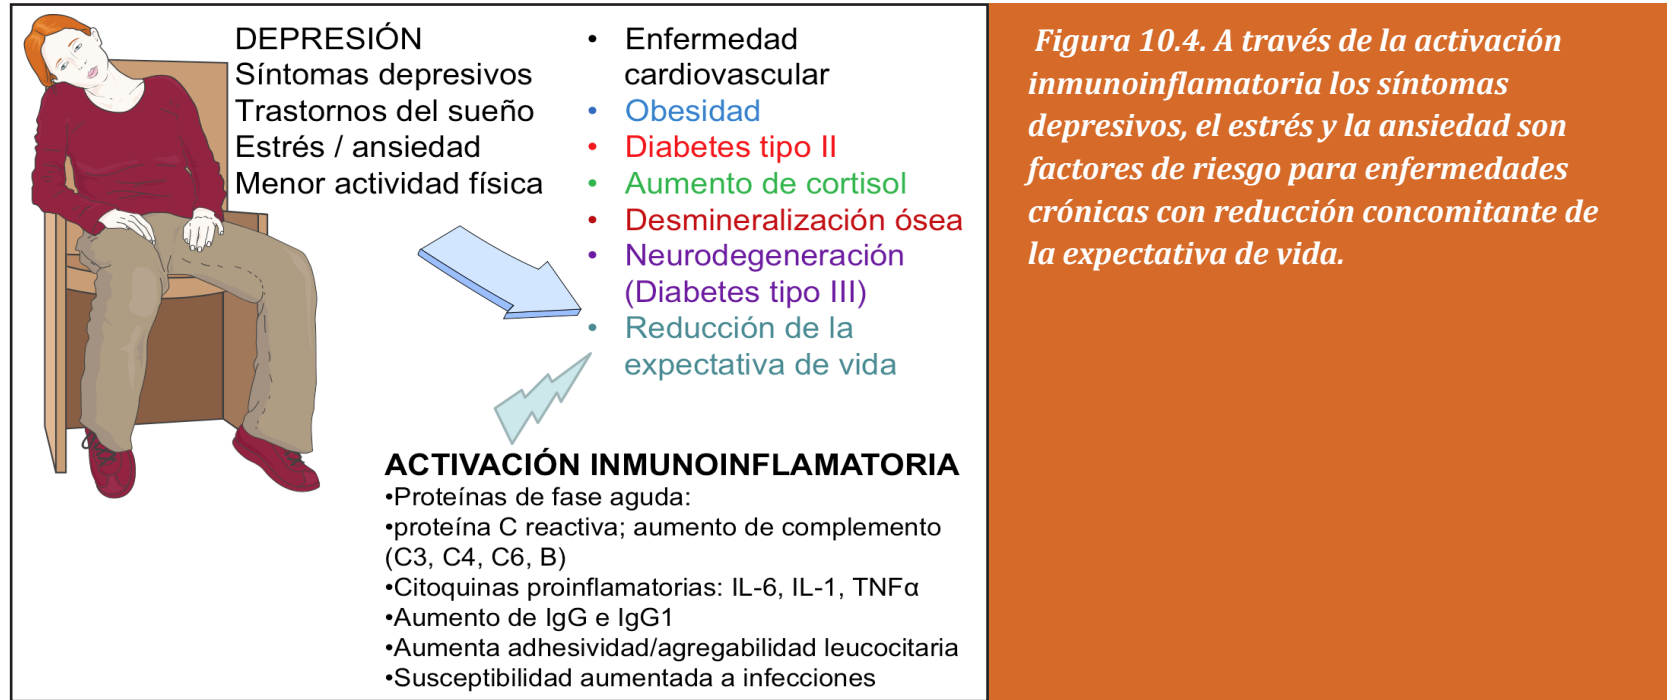 DEPRESIÓN
Síntomas depresivos
Trastornos del sueño
Estrés / ansiedad
Menor actividad física
• Enfermedad
cardiovascular
• Obesidad
• Diabetes tipo II
• Aumento de cortisol
• Desmineralización ósea
• Neurodegeneración
(Diabetes tipo III)
• Reducción de la
expectativa de vida
ACTIVACIÓN INMUNOINFLAMATORIA
•Proteínas de fase aguda:
•proteína C reactiva; aumento de complemento
(C3, C4, C6, B)
•Citoquinas proinflamatorias: IL-6, IL-1, TNFα
•Aumento de IgG e IgG1
•Aumenta adhesividad/agregabilidad leucocitaria
•Susceptibilidad aumentada a infecciones
Figura 10.4. A través de la activación
inmunoinflamatoria los síntomas
depresivos, el estrés y la ansiedad son
factores de riesgo para enfermedades
crónicas con reducción concomitante de
la expectativa de vida.